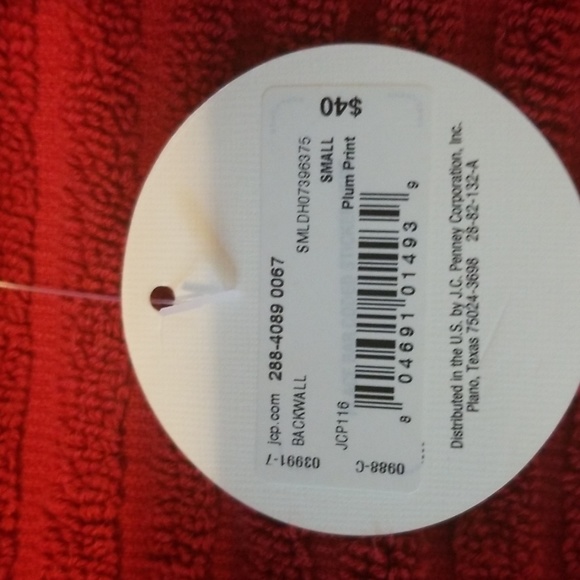 jcp.com 288-4089 0067
BACKWALL SMLDH07396375
SMALL
JCP116 Plum Print
8 04691 01493 9
$40
03991-7
0988-C
Distributed in the U.S. by J.C. Penney Corporation, Inc.
Plano, Texas 75024-3698 28-82-132-A